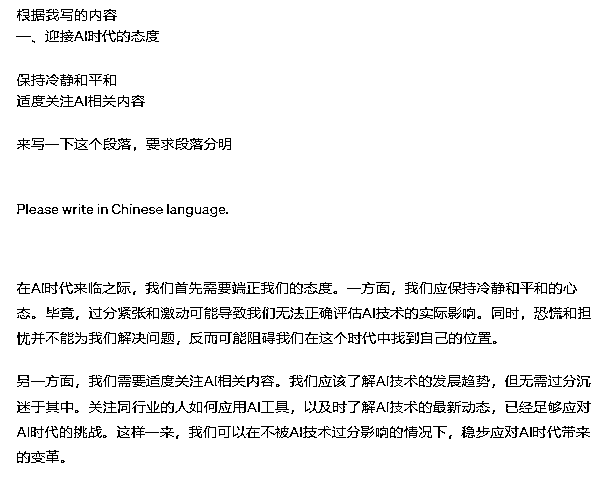 根据我写的内容
一、迎接AI时代的态度
保持冷静和平和
适度关注AI相关内容
来写一下这个段落，要求段落分明
Please write in Chinese language.
在AI时代来临之际，我们首先需要端正我们的态度。一方面，我们应保持冷静和平和的心
态。毕竟，过分紧张和激动可能导致我们无法正确评估AI技术的实际影响。同时，恐慌和担
忧并不能为我们解决问题，反而可能阻碍我们在这个时代中找到自己的位置。
另一方面，我们需要适度关注AI相关内容。我们应该了解AI技术的发展趋势，但无需过分沉
迷于其中。关注同行业的人如何应用AI工具，以及时了解AI技术的最新动态，已经足够应对
AI时代的挑战。这样一来，我们可以在不被AI技术过分影响的情况下，稳步应对AI时代带来
的变革。